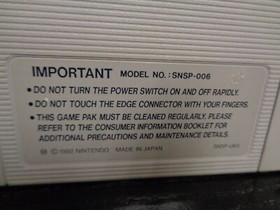 IMPORTANT MODEL NO.: SNSP-006
• DO NOT TURN THE POWER SWITCH ON AND OFF RAPIDLY.
• DO NOT TOUCH THE EDGE CONNECTOR WITH YOUR FINGERS.
• THIS GAME PAK MUST BE CLEANED REGULARLY. PLEASE
REFER TO THE CONSUMER INFORMATION BOOKLET FOR
ADDITIONAL PRECAUTIONS AND MAINTENANCE DETAILS.
© 1992 NINTENDO MADE IN JAPAN